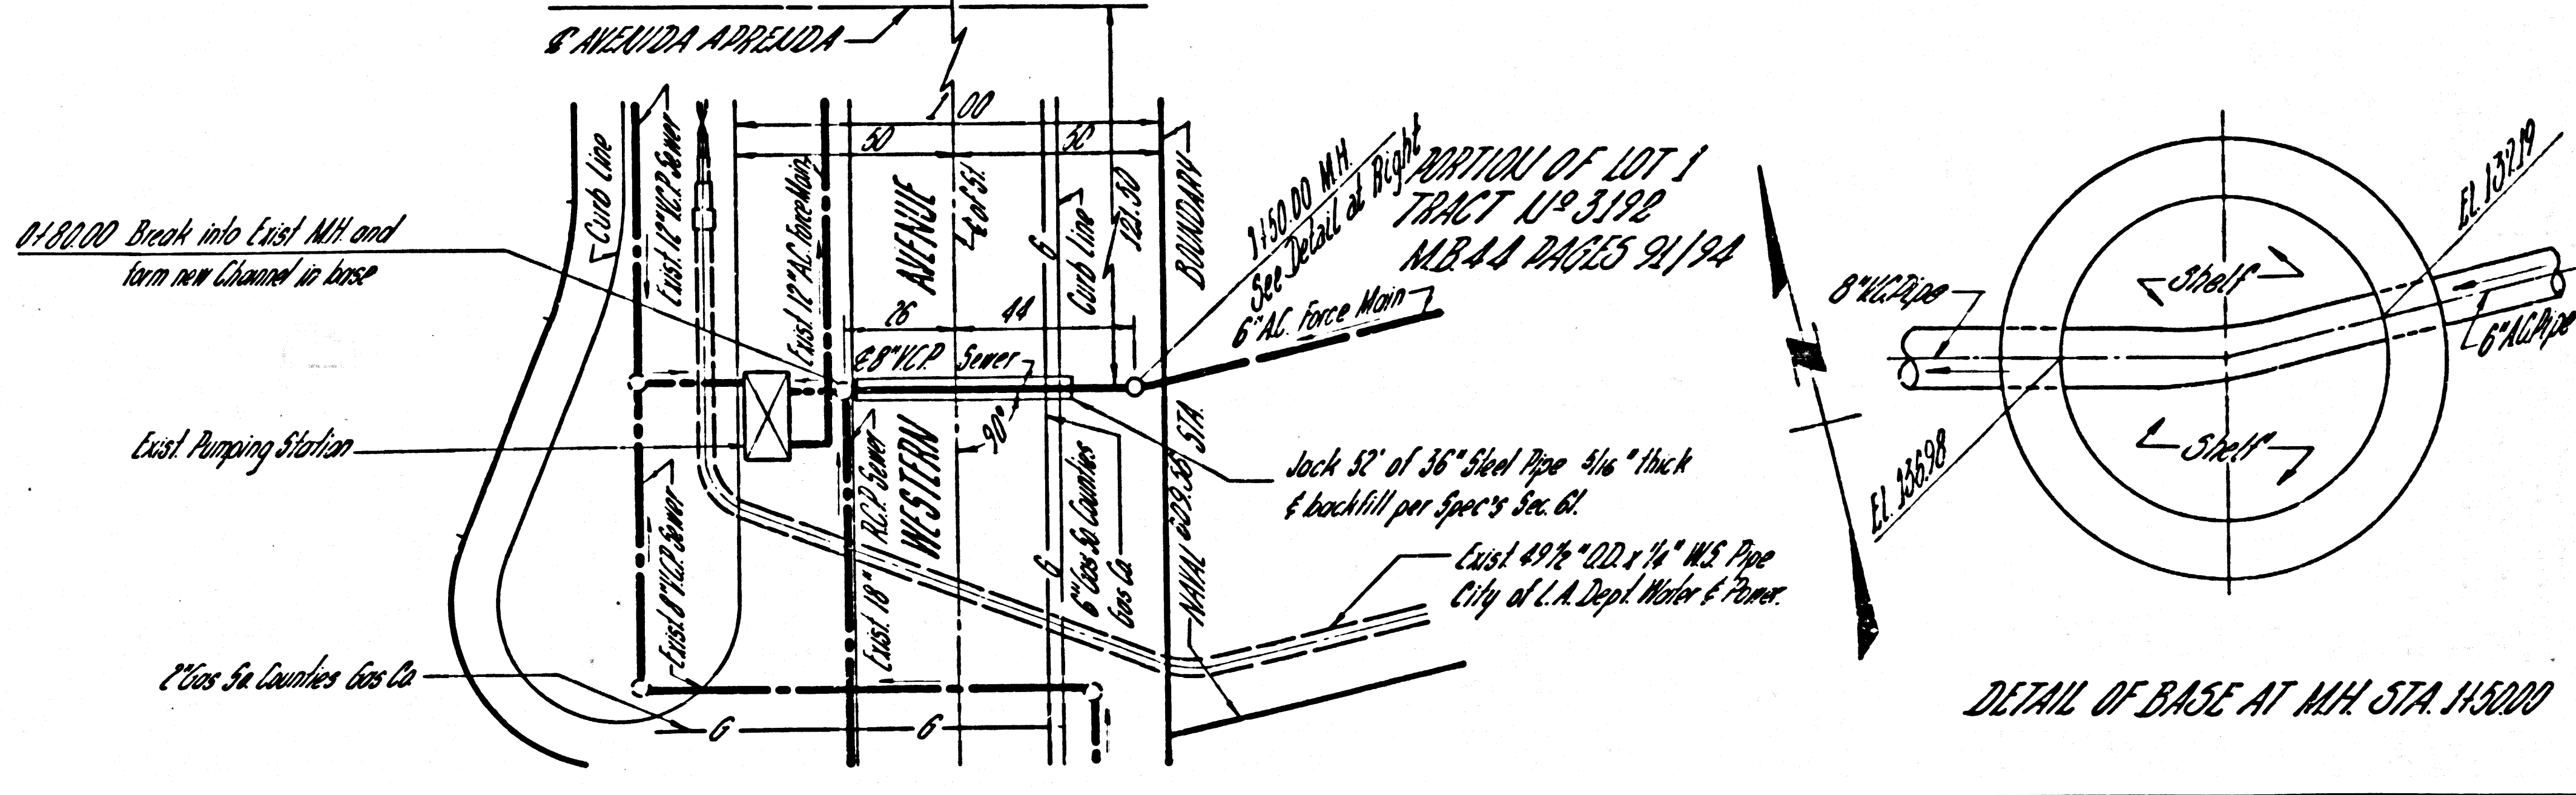 ℄ AVENIDA APRENDA
100
50
50
Curb Line
Exist. 12" V.C.P. Sewer
Exist. 12" A.C. Force Main
AVENUE
℄ of St.
G
Curb Line
121.50
BOUNDARY
1+50.00 M.H.
See Detail at Right
PORTION OF LOT 1
TRACT Nº 3192
M.B. 44 PAGES 91/94
0+80.00 Break into Exist M.H. and
form new Channel in base
26
44
6" A.C. Force Main
℄ 8" V.C.P. Sewer
90°
Exist. Pumping Station
Exist. 8" V.C.P. Sewer
Exist. 18" R.C.P. Sewer
WESTERN
G
6" Gas So. Counties
Gas Co.
NAVAL STA.
Jack 52' of 36" Steel Pipe 5/16" thick
& backfill per Spec's Sec. 61.
Exist 49½" O.D. x ¼" W.S. Pipe
City of L.A. Dept. Water & Power.
2" Gas So. Counties Gas Co.
G
G
N
8" V.C. Pipe
Shelf
El. 137.19
6" A.C. Pipe
Shelf
El. 136.98
DETAIL OF BASE AT M.H. STA. 1+50.00